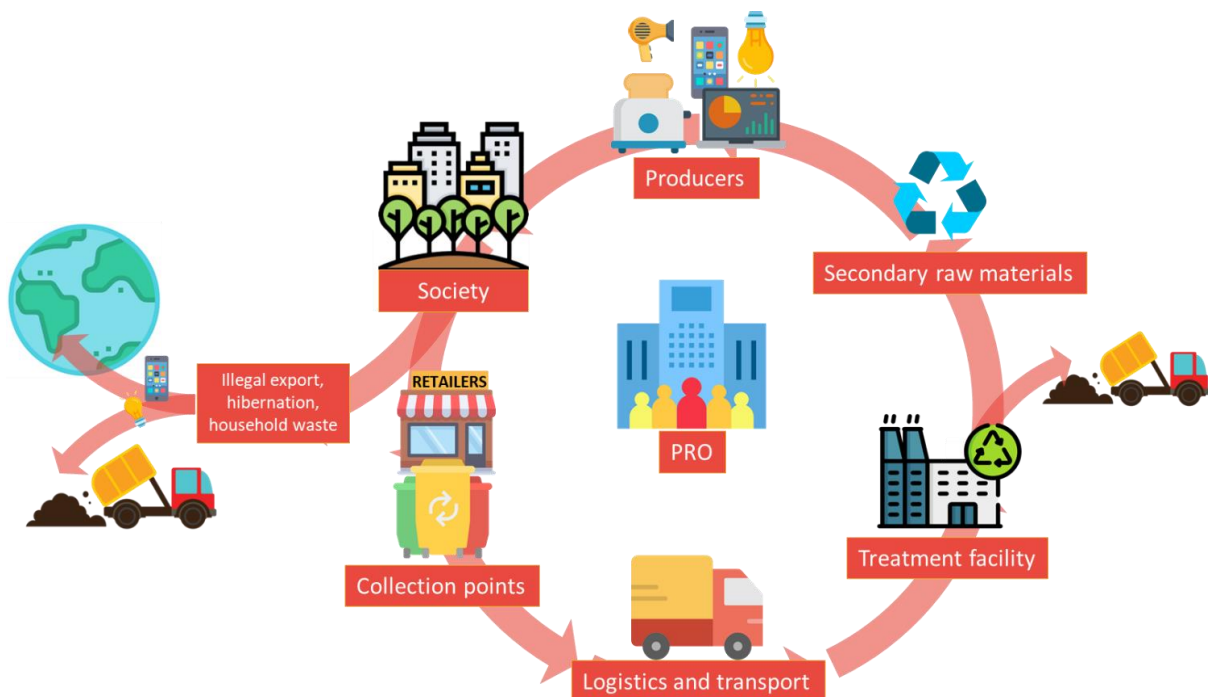 Producers
Secondary raw materials
Society
RETAILERS
Illegal export,
hibernation,
household waste
PRO
Treatment facility
Collection points
Logistics and transport